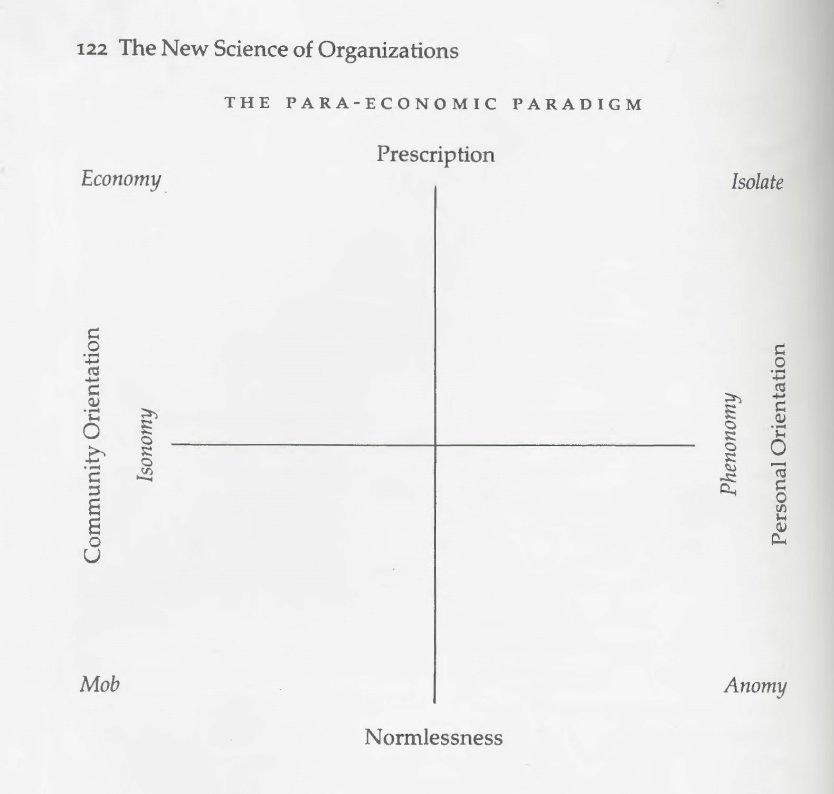 122 The New Science of Organizations
THE PARA-ECONOMIC PARADIGM
Prescription
Economy
Isolate
Community Orientation
Isonomy
Phenonomy
Personal Orientation
Mob
Anomy
Normlessness